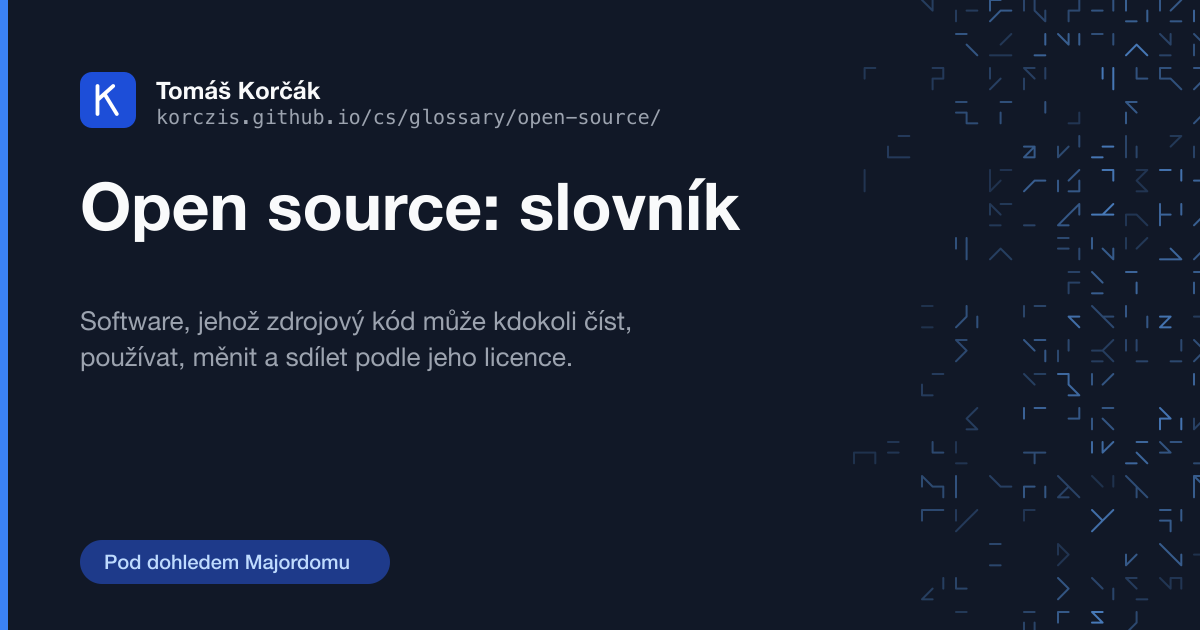 Tomáš Korčák
korczis.github.io/cs/glossary/open-source/
Open source: slovník
Software, jehož zdrojový kód může kdokoli číst,
používat, měnit a sdílet podle jeho licence.
Pod dohledem Majordomu